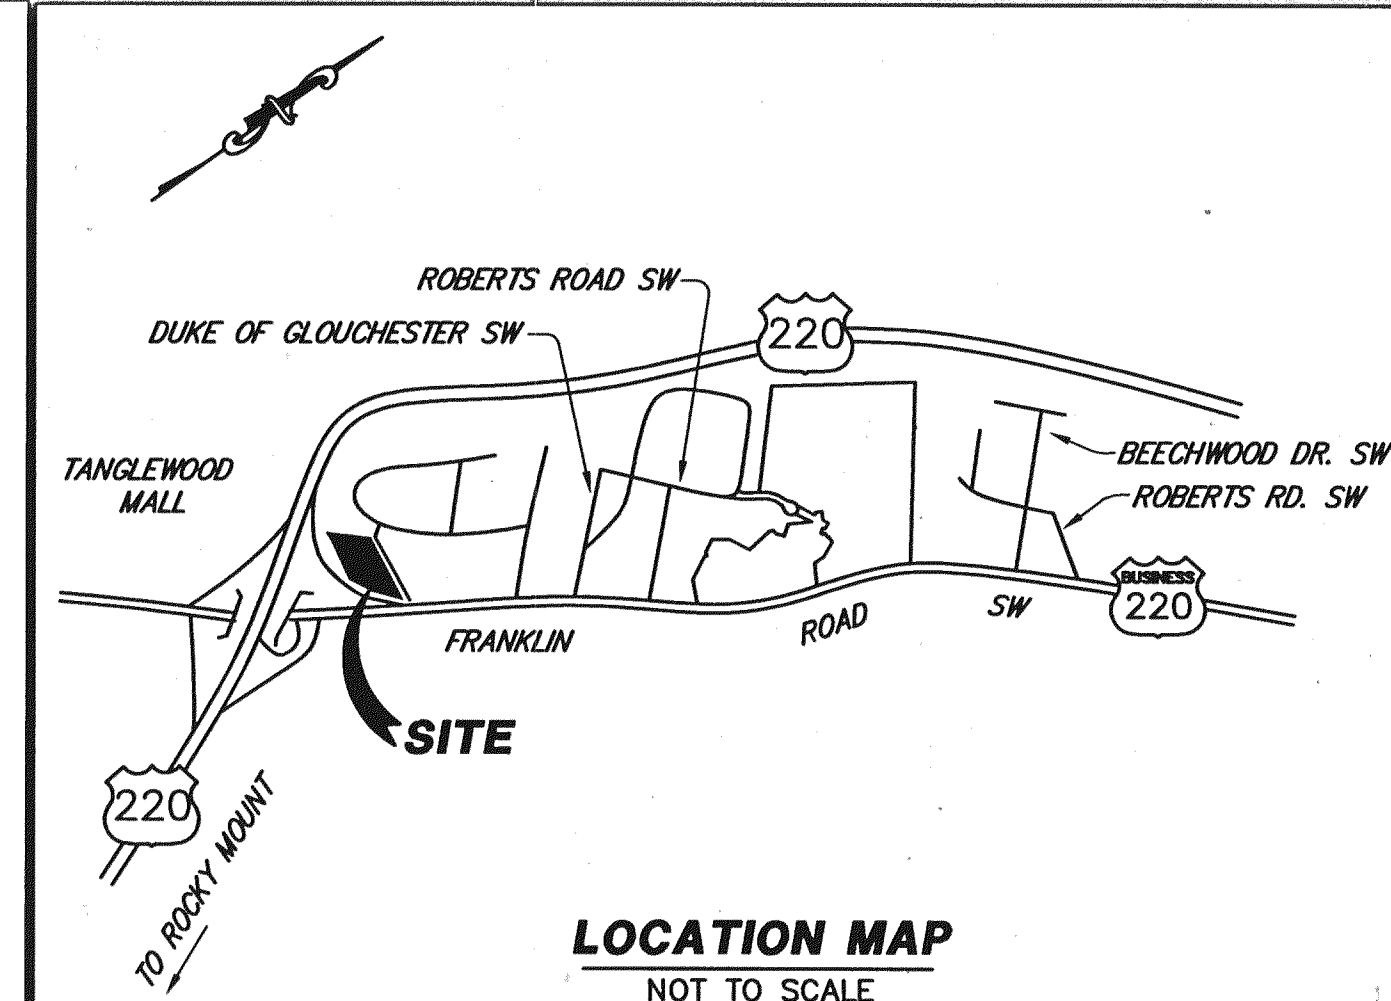 ROBERTS ROAD SW
DUKE OF GLOUCHESTER SW
220
TANGLEWOOD
MALL
BEECHWOOD DR. SW
ROBERTS RD. SW
BUSINESS
220
FRANKLIN
ROAD
SW
SITE
220
TO ROCKY MOUNT
LOCATION MAP
NOT TO SCALE